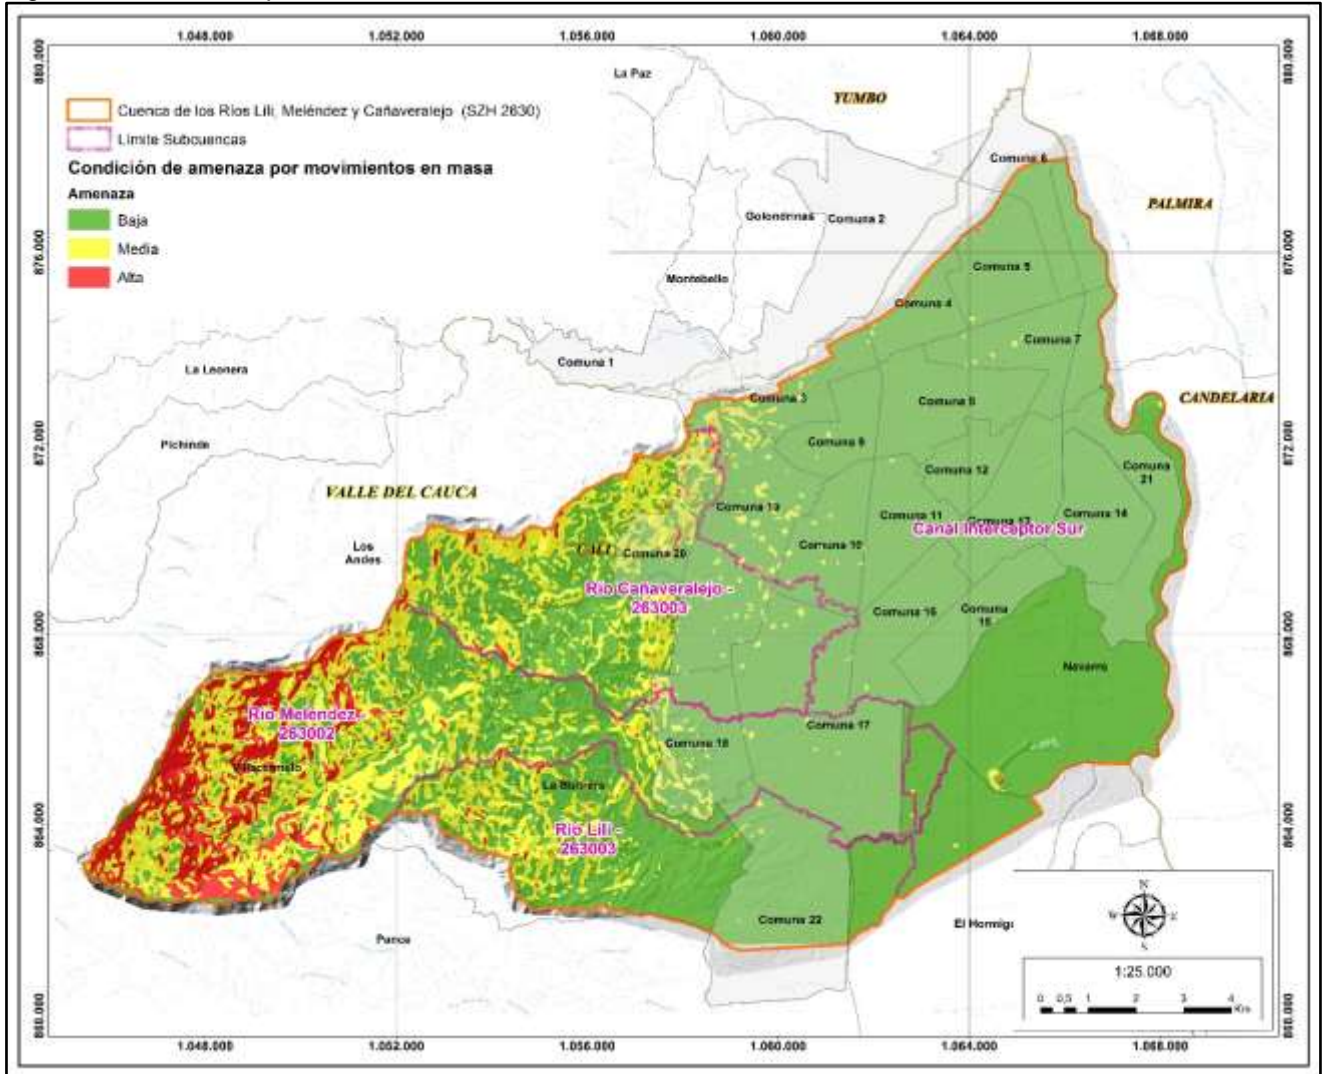 1.048.000 1.052.000 1.056.000 1.060.000 1.064.000 1.068.000
880.000 880.000
La Paz
YUMBO
Cuenca de los Ríos Lili, Meléndez y Cañaveralejo (SZH 2630)
Límite Subcuencas
Condición de amenaza por movimientos en masa
Amenaza
Baja
Media
Alta
Comuna 6
PALMIRA
Golondrinas Comuna 2
876.000 876.000
Montebello
Comuna 5
Comuna 4
Comuna 7
Comuna 1
La Leonera
Comuna 3
CANDELARIA
Pichinde
Comuna 9
872.000 872.000
Comuna 12
Comuna 21
VALLE DEL CAUCA
Comuna 19
Comuna 11
Comuna 14
Canal Interceptor Sur
Los Andes
CALI
Comuna 20
Comuna 10
Río Cañaveralejo -
263003
Comuna 16
Comuna 15
868.000 868.000
Navarro
Río Meléndez -
263002
Villacarmelo
Comuna 18
Comuna 17
La Buitrera
Río Lili -
263003
864.000 864.000
Comuna 22
Pance
El Hormig
N
W E
S
1:25.000
0 0,5 1 2 3 4
Km
860.000 860.000
1.048.000 1.052.000 1.056.000 1.060.000 1.064.000 1.068.000